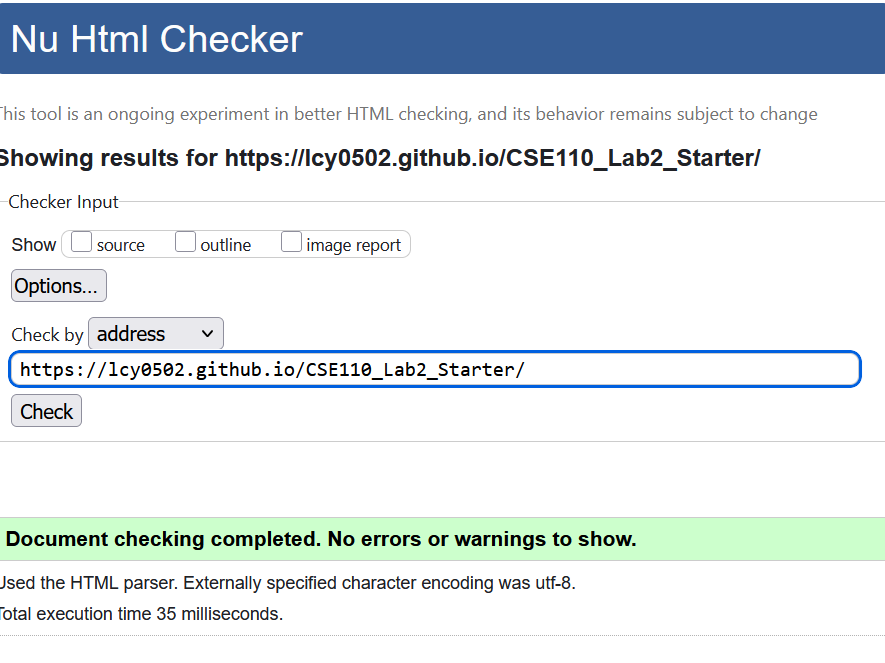 Nu Html Checker
This tool is an ongoing experiment in better HTML checking, and its behavior remains subject to change
Showing results for https://lcy0502.github.io/CSE110_Lab2_Starter/
Checker Input
Show source outline image report
Options...
Check by address
https://lcy0502.github.io/CSE110_Lab2_Starter/
Check
Document checking completed. No errors or warnings to show.
Used the HTML parser. Externally specified character encoding was utf-8.
Total execution time 35 milliseconds.